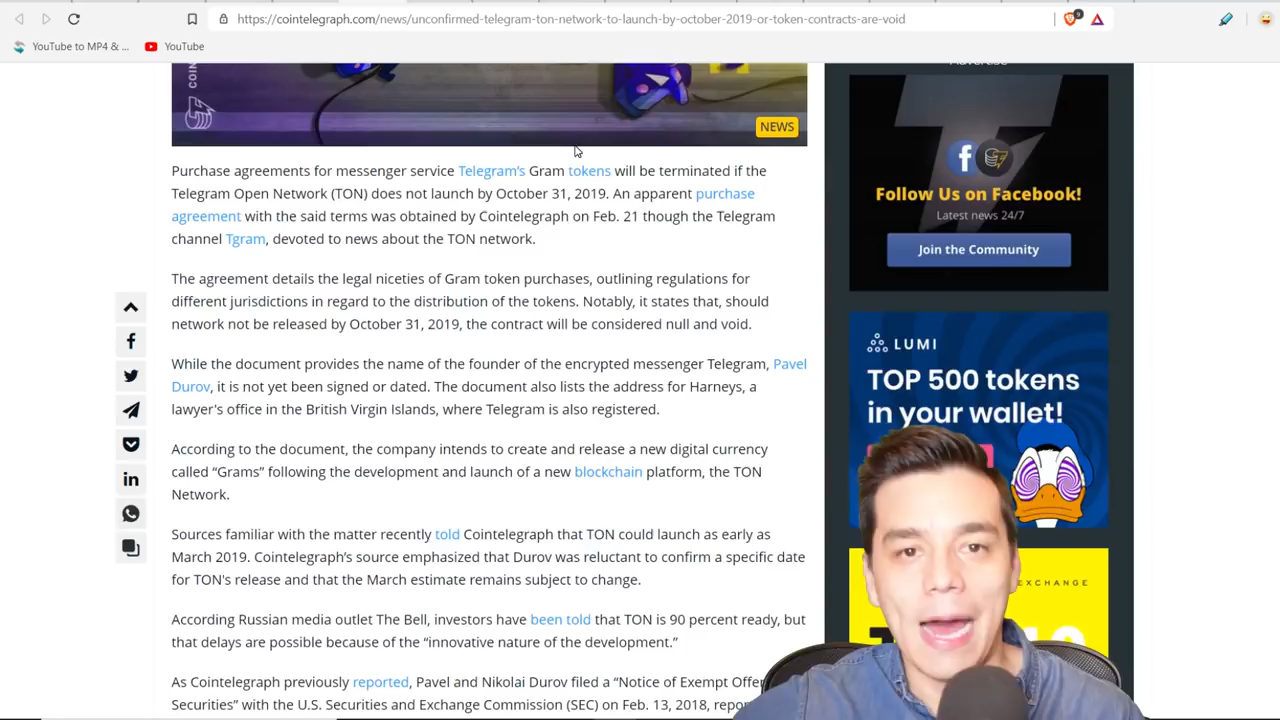 https://cointelegraph.com/news/unconfirmed-telegram-ton-network-to-launch-by-october-2019-or-token-contracts-are-void
YouTube to MP4 & ...
YouTube
COIN
NEWS
Purchase agreements for messenger service Telegram's Gram tokens will be terminated if the
Telegram Open Network (TON) does not launch by October 31, 2019. An apparent purchase
agreement with the said terms was obtained by Cointelegraph on Feb. 21 though the Telegram
channel Tgram, devoted to news about the TON network.
The agreement details the legal niceties of Gram token purchases, outlining regulations for
different jurisdictions in regard to the distribution of the tokens. Notably, it states that, should
network not be released by October 31, 2019, the contract will be considered null and void.
While the document provides the name of the founder of the encrypted messenger Telegram, Pavel
Durov, it is not yet been signed or dated. The document also lists the address for Harneys, a
lawyer's office in the British Virgin Islands, where Telegram is also registered.
According to the document, the company intends to create and release a new digital currency
called “Grams” following the development and launch of a new blockchain platform, the TON
Network.
Sources familiar with the matter recently told Cointelegraph that TON could launch as early as
March 2019. Cointelegraph's source emphasized that Durov was reluctant to confirm a specific date
for TON's release and that the March estimate remains subject to change.
According Russian media outlet The Bell, investors have been told that TON is 90 percent ready, but
that delays are possible because of the “innovative nature of the development.”
As Cointelegraph previously reported, Pavel and Nikolai Durov filed a “Notice of Exempt Offer
Securities” with the U.S. Securities and Exchange Commission (SEC) on Feb. 13, 2018, repor
Advertise
Follow Us on Facebook!
Latest news 24/7
Join the Community
LUMI
TOP 500 tokens
in your wallet!
EXCHANGE